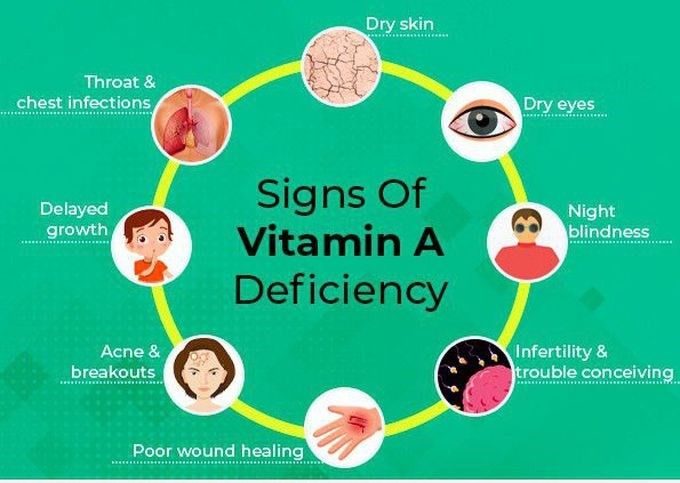 Signs Of
Vitamin A
Deficiency
Dry skin
Dry eyes
Night
blindness
Infertility &
trouble conceiving
Poor wound healing
Acne &
breakouts
Delayed
growth
Throat &
chest infections